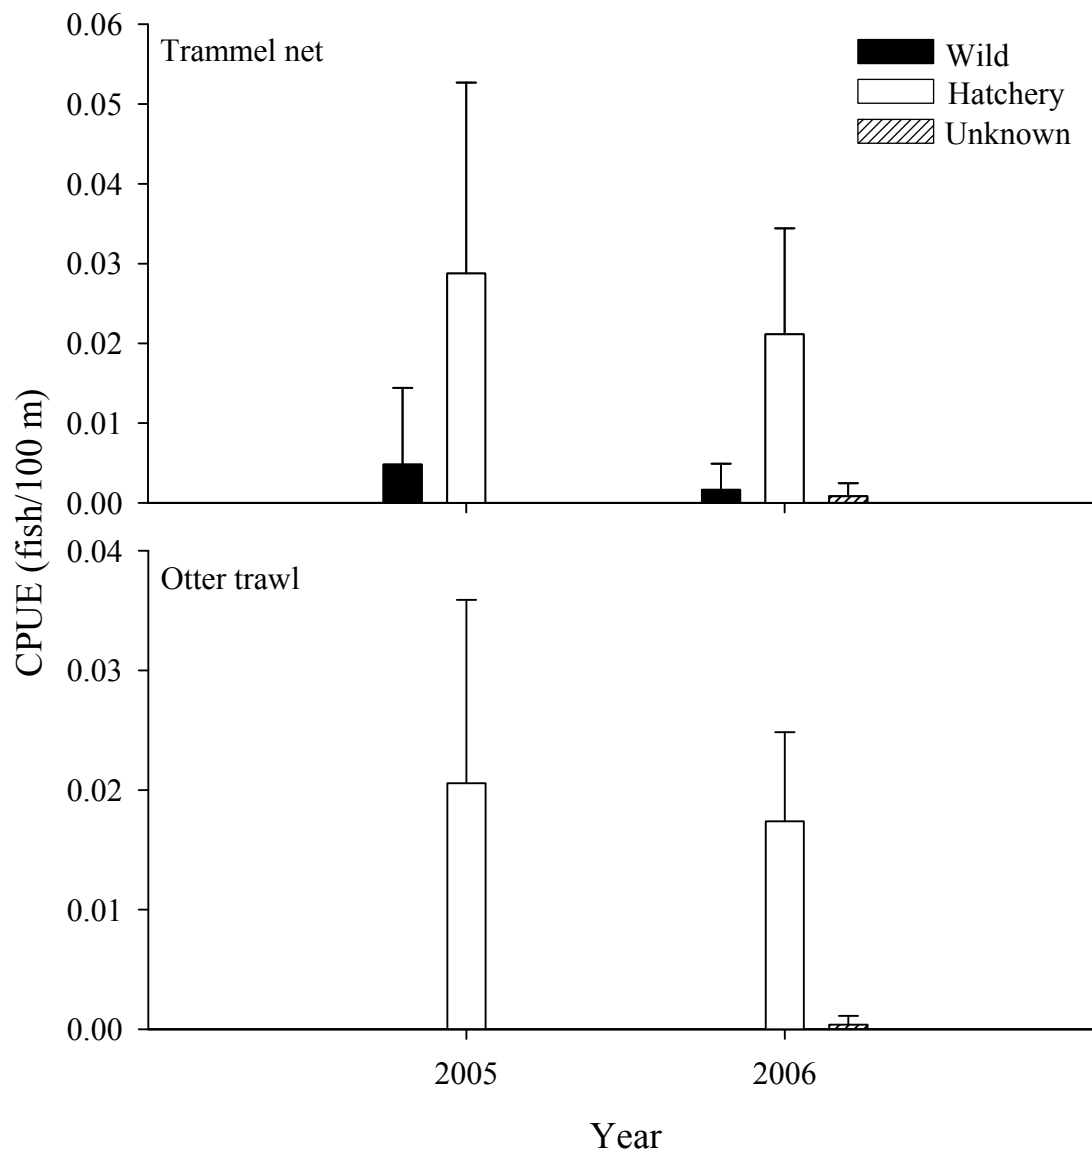 Trammel net
Wild
Hatchery
Unknown
0.06
0.05
0.04
0.03
0.02
0.01
0.00
CPUE (fish/100 m)
Otter trawl
0.04
0.03
0.02
0.01
0.00
2005 2006
Year